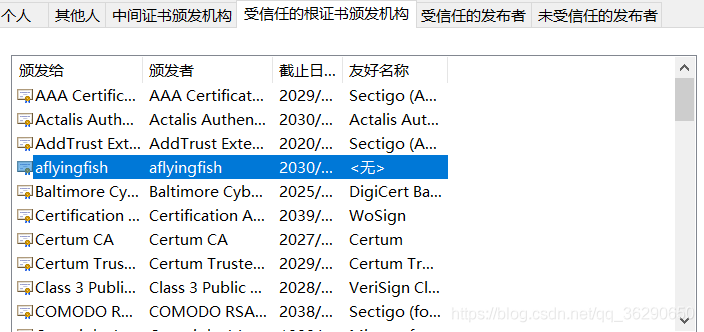 个人 其他人 中间证书颁发机构 受信任的根证书颁发机构 受信任的发布者 未受信任的发布者
颁发给 颁发者 截止日... 友好名称
AAA Certific... AAA Certificat... 2029/... Sectigo (A...
Actalis Auth... Actalis Authen... 2030/... Actalis Aut...
AddTrust Ext... AddTrust Exte... 2020/... Sectigo (A...
aflyingfish aflyingfish 2030/... <无>
Baltimore Cy... Baltimore Cyb... 2025/... DigiCert Ba...
Certification ... Certification A... 2039/... WoSign
Certum CA Certum CA 2027/... Certum
Certum Trus... Certum Truste... 2029/... Certum Tr...
Class 3 Publi... Class 3 Public ... 2028/... VeriSign Cl...
COMODO R... COMODO RSA... 2038/... Sectigo (fo...
https://blog.csdn.net/qq_36290650